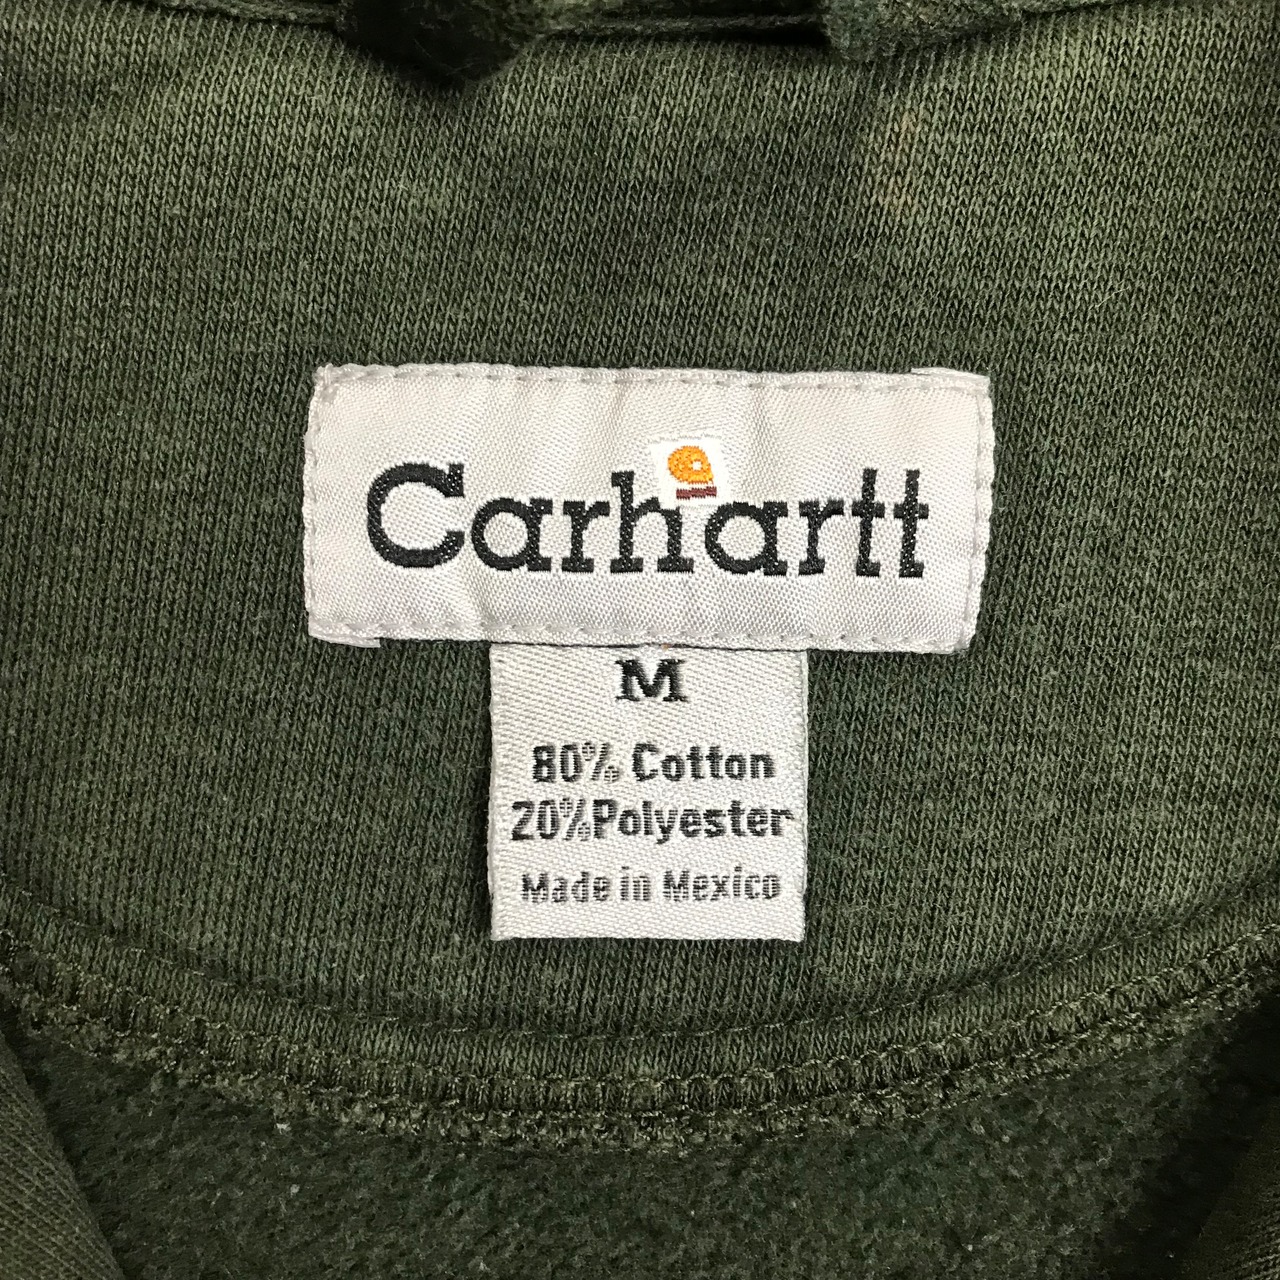 Carhartt
M
80% Cotton
20%Polyester
Made in Mexico